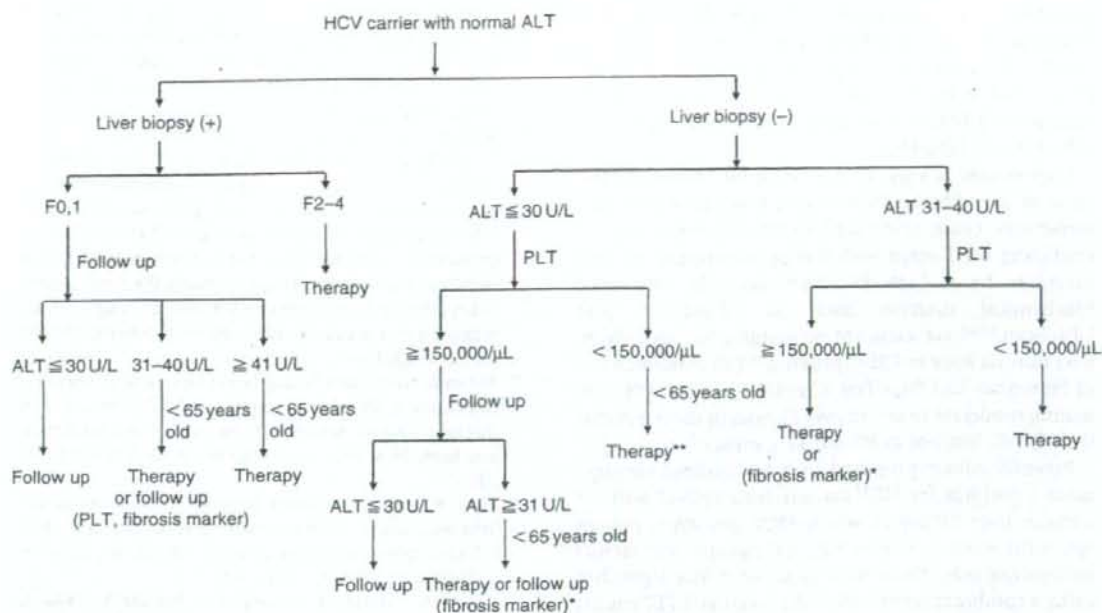 HCV carrier with normal ALT
Liver biopsy (+)
Liver biopsy (–)
F0,1
F2–4
ALT ≦ 30 U/L
ALT 31–40 U/L
Follow up
Therapy
PLT
PLT
ALT ≦ 30 U/L
31–40 U/L
≧ 41 U/L
≧ 150,000/μL
< 150,000/μL
≧ 150,000/μL
< 150,000/μL
< 65 years
old
< 65 years
old
Follow up
< 65 years
old
Follow up
Therapy
or follow up
(PLT, fibrosis marker)
Therapy
Therapy**
Therapy
or
(fibrosis marker)*
Therapy
ALT ≦ 30 U/L
ALT ≧ 31 U/L
< 65 years old
Follow up
Therapy or follow up
(fibrosis marker)*